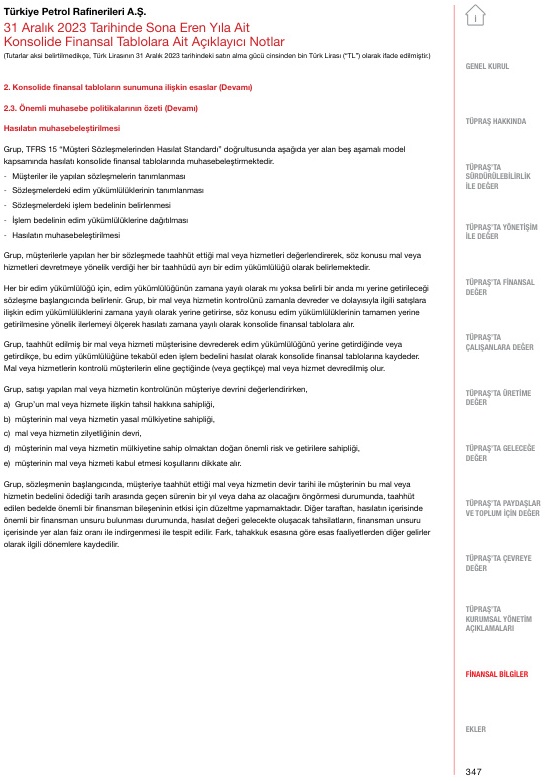 Türkiye Petrol Rafinerileri A.Ş.
31 Aralık 2023 Tarihinde Sona Eren Yıla Ait
Konsolide Finansal Tablolara Ait Açıklayıcı Notlar
(Tutarlar aksi belirtilmedikçe, Türk Lirasının 31 Aralık 2023 tarihindeki satın alma gücü cinsinden bin Türk Lirası (“TL”) olarak ifade edilmiştir.)
2. Konsolide finansal tabloların sunumuna ilişkin esaslar (Devamı)
2.3. Önemli muhasebe politikalarının özeti (Devamı)
Hasılatın muhasebeleştirilmesi
Grup, TFRS 15 “Müşteri Sözleşmelerinden Hasılat Standardı” doğrultusunda aşağıda yer alan beş aşamalı model
kapsamında hasılatı konsolide finansal tablolarında muhasebeleştirmektedir.
- Müşteriler ile yapılan sözleşmelerin tanımlanması
- Sözleşmelerdeki edim yükümlülüklerinin tanımlanması
- Sözleşmelerdeki işlem bedelinin belirlenmesi
- İşlem bedelinin edim yükümlülüklerine dağıtılması
- Hasılatın muhasebeleştirilmesi
Grup, müşterilerle yapılan her bir sözleşmede taahhüt ettiği mal veya hizmetleri değerlendirerek, söz konusu mal veya
hizmetleri devretmeye yönelik verdiği her bir taahhüdü ayrı bir edim yükümlülüğü olarak belirlemektedir.
Her bir edim yükümlülüğü için, edim yükümlülüğünün zamana yayılı olarak mı yoksa belirli bir anda mı yerine getirileceği
sözleşme başlangıcında belirlenir. Grup, bir mal veya hizmetin kontrolünü zamanla devreder ve dolayısıyla ilgili satışlara
ilişkin edim yükümlülüklerini zamana yayılı olarak yerine getirirse, söz konusu edim yükümlülüklerinin tamamen yerine
getirilmesine yönelik ilerlemeyi ölçerek hasılatı zamana yayılı olarak konsolide finansal tablolara alır.
Grup, taahhüt edilmiş bir mal veya hizmeti müşterisine devrederek edim yükümlülüğünü yerine getirdiğinde veya
getirdikçe, bu edim yükümlülüğüne tekabül eden işlem bedelini hasılat olarak konsolide finansal tablolarına kaydeder.
Mal veya hizmetlerin kontrolü müşterilerin eline geçtiğinde (veya geçtikçe) mal veya hizmet devredilmiş olur.
Grup, satışı yapılan mal veya hizmetin kontrolünün müşteriye devrini değerlendirirken,
a) Grup’un mal veya hizmete ilişkin tahsil hakkına sahipliği,
b) müşterinin mal veya hizmetin yasal mülkiyetine sahipliği,
c) mal veya hizmetin zilyetliğinin devri,
d) müşterinin mal veya hizmetin mülkiyetine sahip olmaktan doğan önemli risk ve getirilere sahipliği,
e) müşterinin mal veya hizmeti kabul etmesi koşullarını dikkate alır.
Grup, sözleşmenin başlangıcında, müşteriye taahhüt ettiği mal veya hizmetin devir tarihi ile müşterinin bu mal veya
hizmetin bedelini ödediği tarih arasında geçen sürenin bir yıl veya daha az olacağını öngörmesi durumunda, taahhüt
edilen bedelde önemli bir finansman bileşeninin etkisi için düzeltme yapmamaktadır. Diğer taraftan, hasılatın içerisinde
önemli bir finansman unsuru bulunması durumunda, hasılat değeri gelecekte oluşacak tahsilatların, finansman unsuru
içerisinde yer alan faiz oranı ile indirgenmesi ile tespit edilir. Fark, tahakkuk esasına göre esas faaliyetlerden diğer gelirler
olarak ilgili dönemlere kaydedilir.
GENEL KURUL
TÜPRAŞ HAKKINDA
TÜPRAŞ’TA
SÜRDÜRÜLEBİLİRLİK
İLE DEĞER
TÜPRAŞ’TA YÖNETİŞİM
İLE DEĞER
TÜPRAŞ’TA FİNANSAL
DEĞER
TÜPRAŞ’TA
ÇALIŞANLARA DEĞER
TÜPRAŞ’TA ÜRETİME
DEĞER
TÜPRAŞ’TA GELECEĞE
DEĞER
TÜPRAŞ’TA PAYDAŞLAR
VE TOPLUM İÇİN DEĞER
TÜPRAŞ’TA ÇEVREYE
DEĞER
TÜPRAŞ’TA
KURUMSAL YÖNETİM
AÇIKLAMALARI
FİNANSAL BİLGİLER
EKLER
347